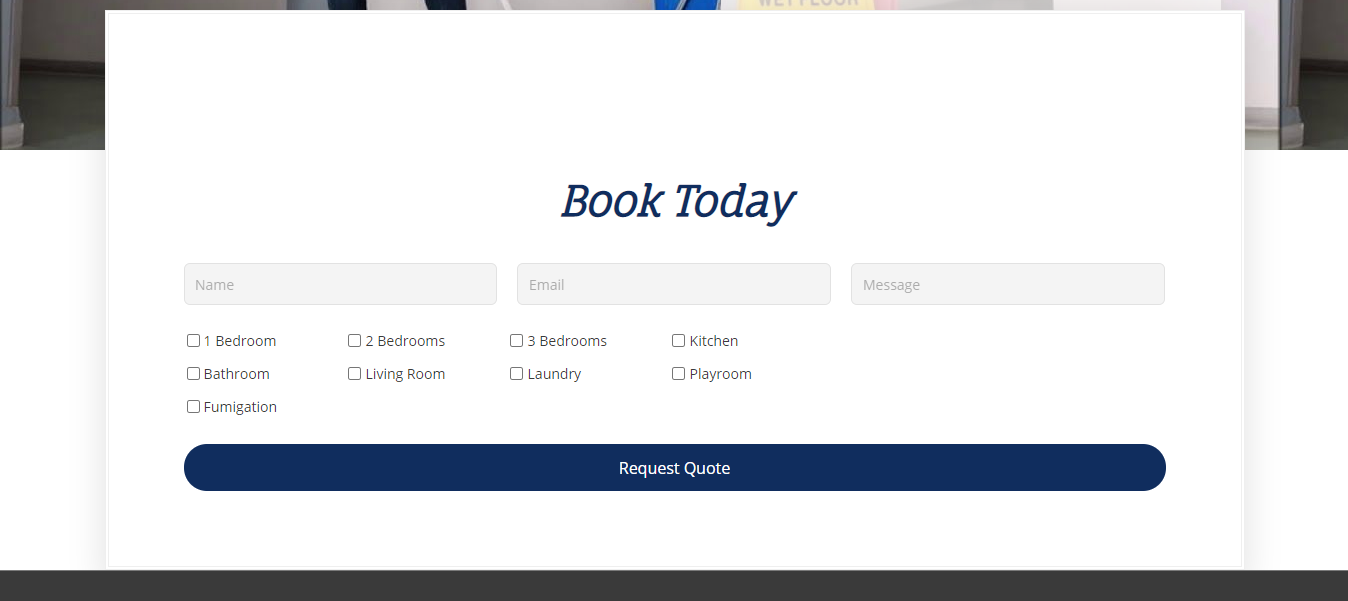 WET FLOOR
Book Today
Name Email Message
1 Bedroom 2 Bedrooms 3 Bedrooms Kitchen
Bathroom Living Room Laundry Playroom
Fumigation
Request Quote